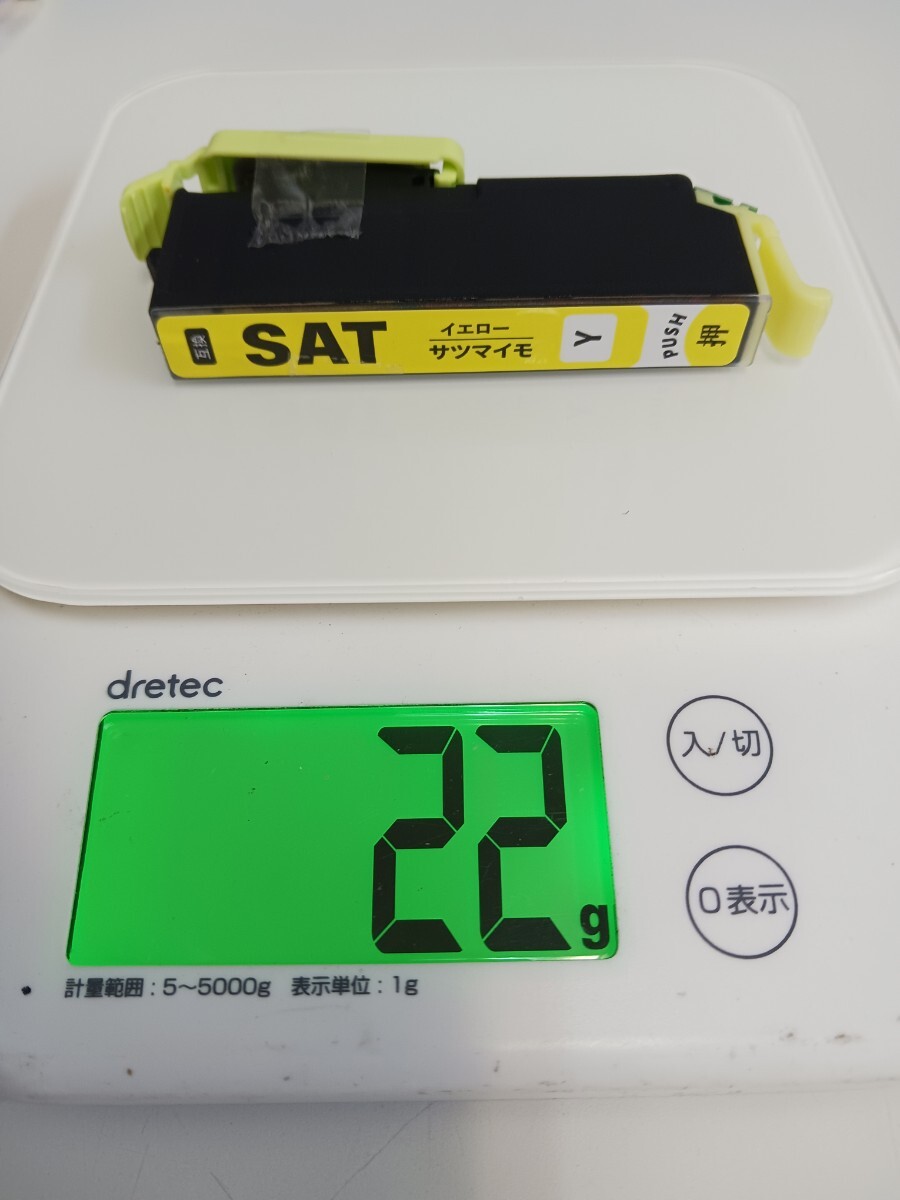 互換
SAT
イエロー
サツマイモ
Y
PUSH
押
dretec
22g
入/切
0表示
計量範囲：5〜5000g 表示単位：1g